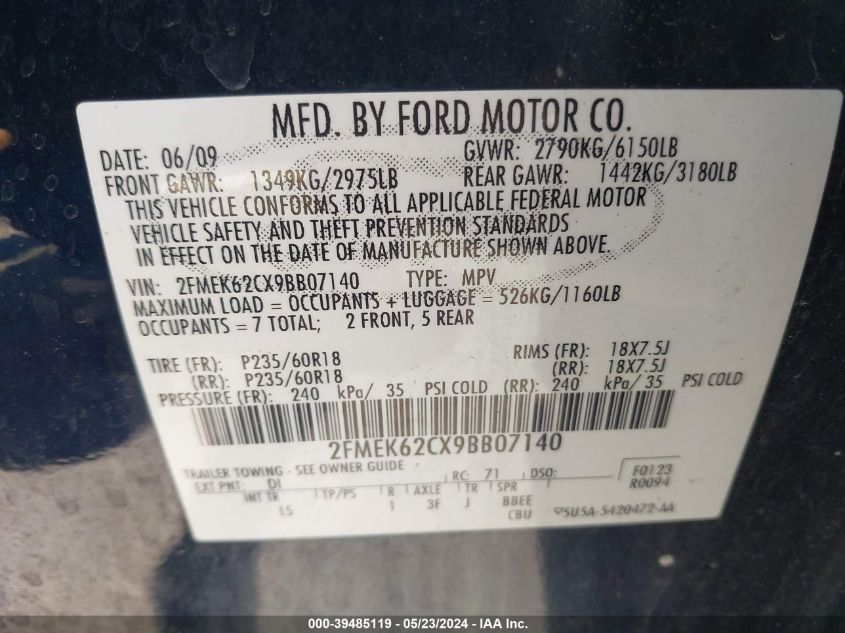 MFD. BY FORD MOTOR CO.
DATE: 06/09 GVWR: 2790KG/6150LB
FRONT GAWR: 1349KG/2975LB REAR GAWR: 1442KG/3180LB
THIS VEHICLE CONFORMS TO ALL APPLICABLE FEDERAL MOTOR
VEHICLE SAFETY AND THEFT PREVENTION STANDARDS
IN EFFECT ON THE DATE OF MANUFACTURE SHOWN ABOVE.
VIN: 2FMEK62CX9BB07140 TYPE: MPV
MAXIMUM LOAD = OCCUPANTS + LUGGAGE = 526KG/1160LB
OCCUPANTS = 7 TOTAL; 2 FRONT, 5 REAR
TIRE (FR): P235/60R18 RIMS (FR): 18X7.5J
(RR): P235/60R18 (RR): 18X7.5J
PRESSURE (FR): 240 kPa/ 35 PSI COLD (RR): 240 kPa/ 35 PSI COLD
2FMEK62CX9BB07140
TRAILER TOWING - SEE OWNER GUIDE
EXT PNT: DI RC: 71 DSO: F0123
R0094
INT TR TP/PS R AXLE TR SPR
LS 1 3F J BBEE
CBU 5U5A-5420472-AA
000-39485119 - 05/23/2024 - IAA Inc.